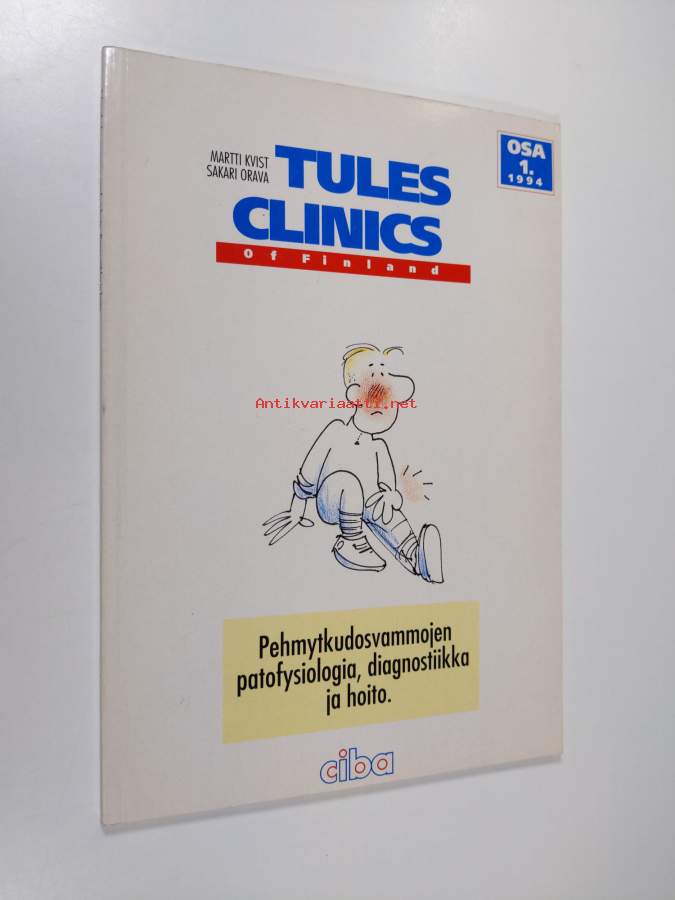 MARTTI KVIST
SAKARI ORAVA
TULES
CLINICS
Of Finland
OSA
1.
1994
Antikvariaatti.net
Pehmytkudosvammojen
patofysiologia, diagnostiikka
ja hoito.
ciba